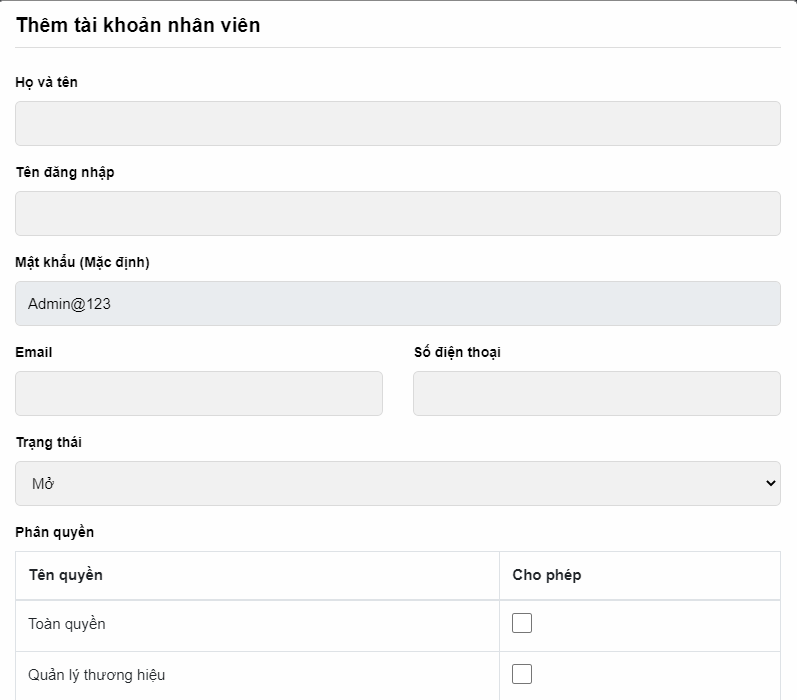 Thêm tài khoản nhân viên
Họ và tên
Tên đăng nhập
Mật khẩu (Mặc định)
Admin@123
Email
Số điện thoại
Trạng thái
Mở
Phân quyền
Tên quyền
Cho phép
Toàn quyền
Quản lý thương hiệu